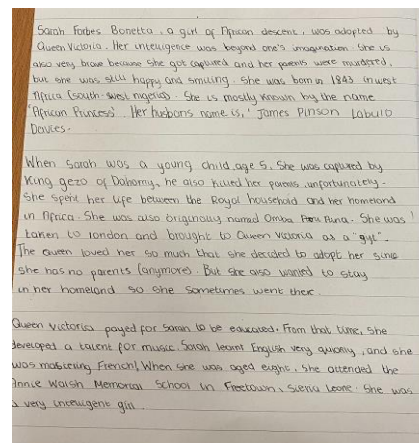 Sarah Forbes Bonetta, a girl of African descent, was adopted by
Queen Victoria. Her intelligence was beyond one's imagination. She is
also very brave because she got captured and her parents were murdered,
but she was still happy and smiling. She was born in 1843 in west
Africa (south-west nigeria). She is mostly known by the name
'African Princess'. Her husbans name is, 'James Pinson Labulo
Davies.
When Sarah was a young child, age 5, She was captured by
King gezo of Dahomy, he also killed her parens, unfortunately.
She spent her life between the Royal household and her homeland
in Africa. She was also originally named Omba Pina. She was
taken to london and brought to Queen Victoria as a "gyt".
The Queen loved her so much that she decided to adopt her since
she has no parents (anymore). But she also wanted to stay
in her homeland so she sometimes went ther.
Queen Victoria payed for Sarah to be educated. From that time, she
developed a talent for music. Sarah learnt English very quickly, and she
was mastering French! When she was aged eight, she attended the
Annie Walsh Memorial School in Freetown, Sierra Leone. She was
a very intelligent girl.